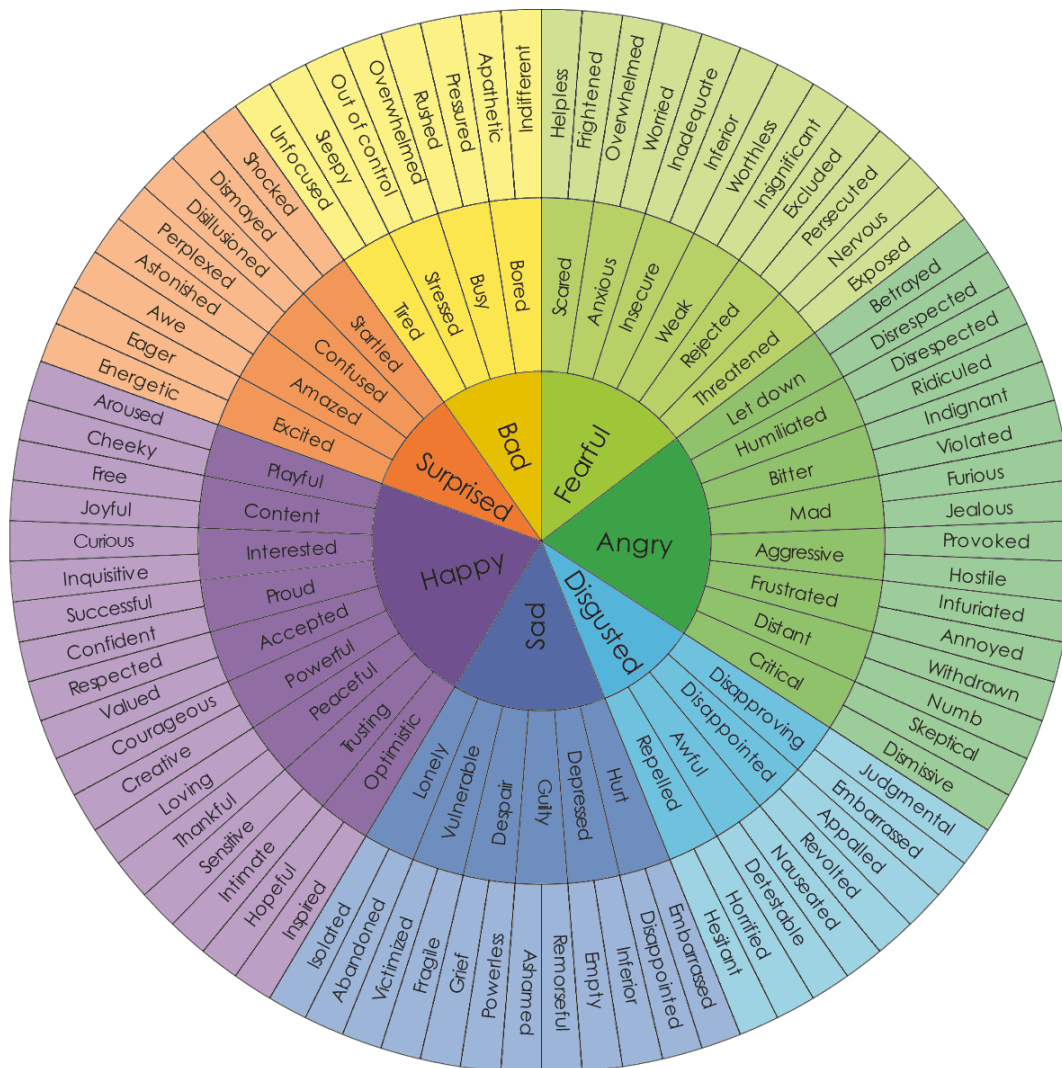 Bad
Fearful
Angry
Disgusted
Sad
Happy
Surprised
Tired
Stressed
Busy
Bored
Scared
Anxious
Insecure
Weak
Rejected
Threatened
Let down
Humiliated
Bitter
Mad
Aggressive
Frustrated
Distant
Critical
Disapproving
Disappointed
Awful
Repelled
Hurt
Depressed
Guilty
Despair
Vulnerable
Lonely
Optimistic
Trusting
Peaceful
Powerful
Accepted
Proud
Interested
Content
Playful
Excited
Amazed
Confused
Startled
Unfocused
Sleepy
Out of control
Overwhelmed
Rushed
Pressured
Apathetic
Indifferent
Helpless
Frightened
Overwhelmed
Worried
Inadequate
Inferior
Worthless
Insignificant
Excluded
Persecuted
Nervous
Exposed
Betrayed
Disrespected
Disrespected
Ridiculed
Indignant
Violated
Furious
Jealous
Provoked
Hostile
Infuriated
Annoyed
Withdrawn
Numb
Skeptical
Dismissive
Judgmental
Embarrassed
Appalled
Revolted
Nauseated
Detestable
Horrified
Hesitant
Embarrassed
Disappointed
Inferior
Empty
Remorseful
Ashamed
Powerless
Grief
Fragile
Victimized
Abandoned
Isolated
Inspired
Hopeful
Intimate
Sensitive
Thankful
Loving
Creative
Courageous
Valued
Respected
Confident
Successful
Inquisitive
Curious
Joyful
Free
Cheeky
Aroused
Energetic
Eager
Awe
Astonished
Perplexed
Disillusioned
Dismayed
Shocked